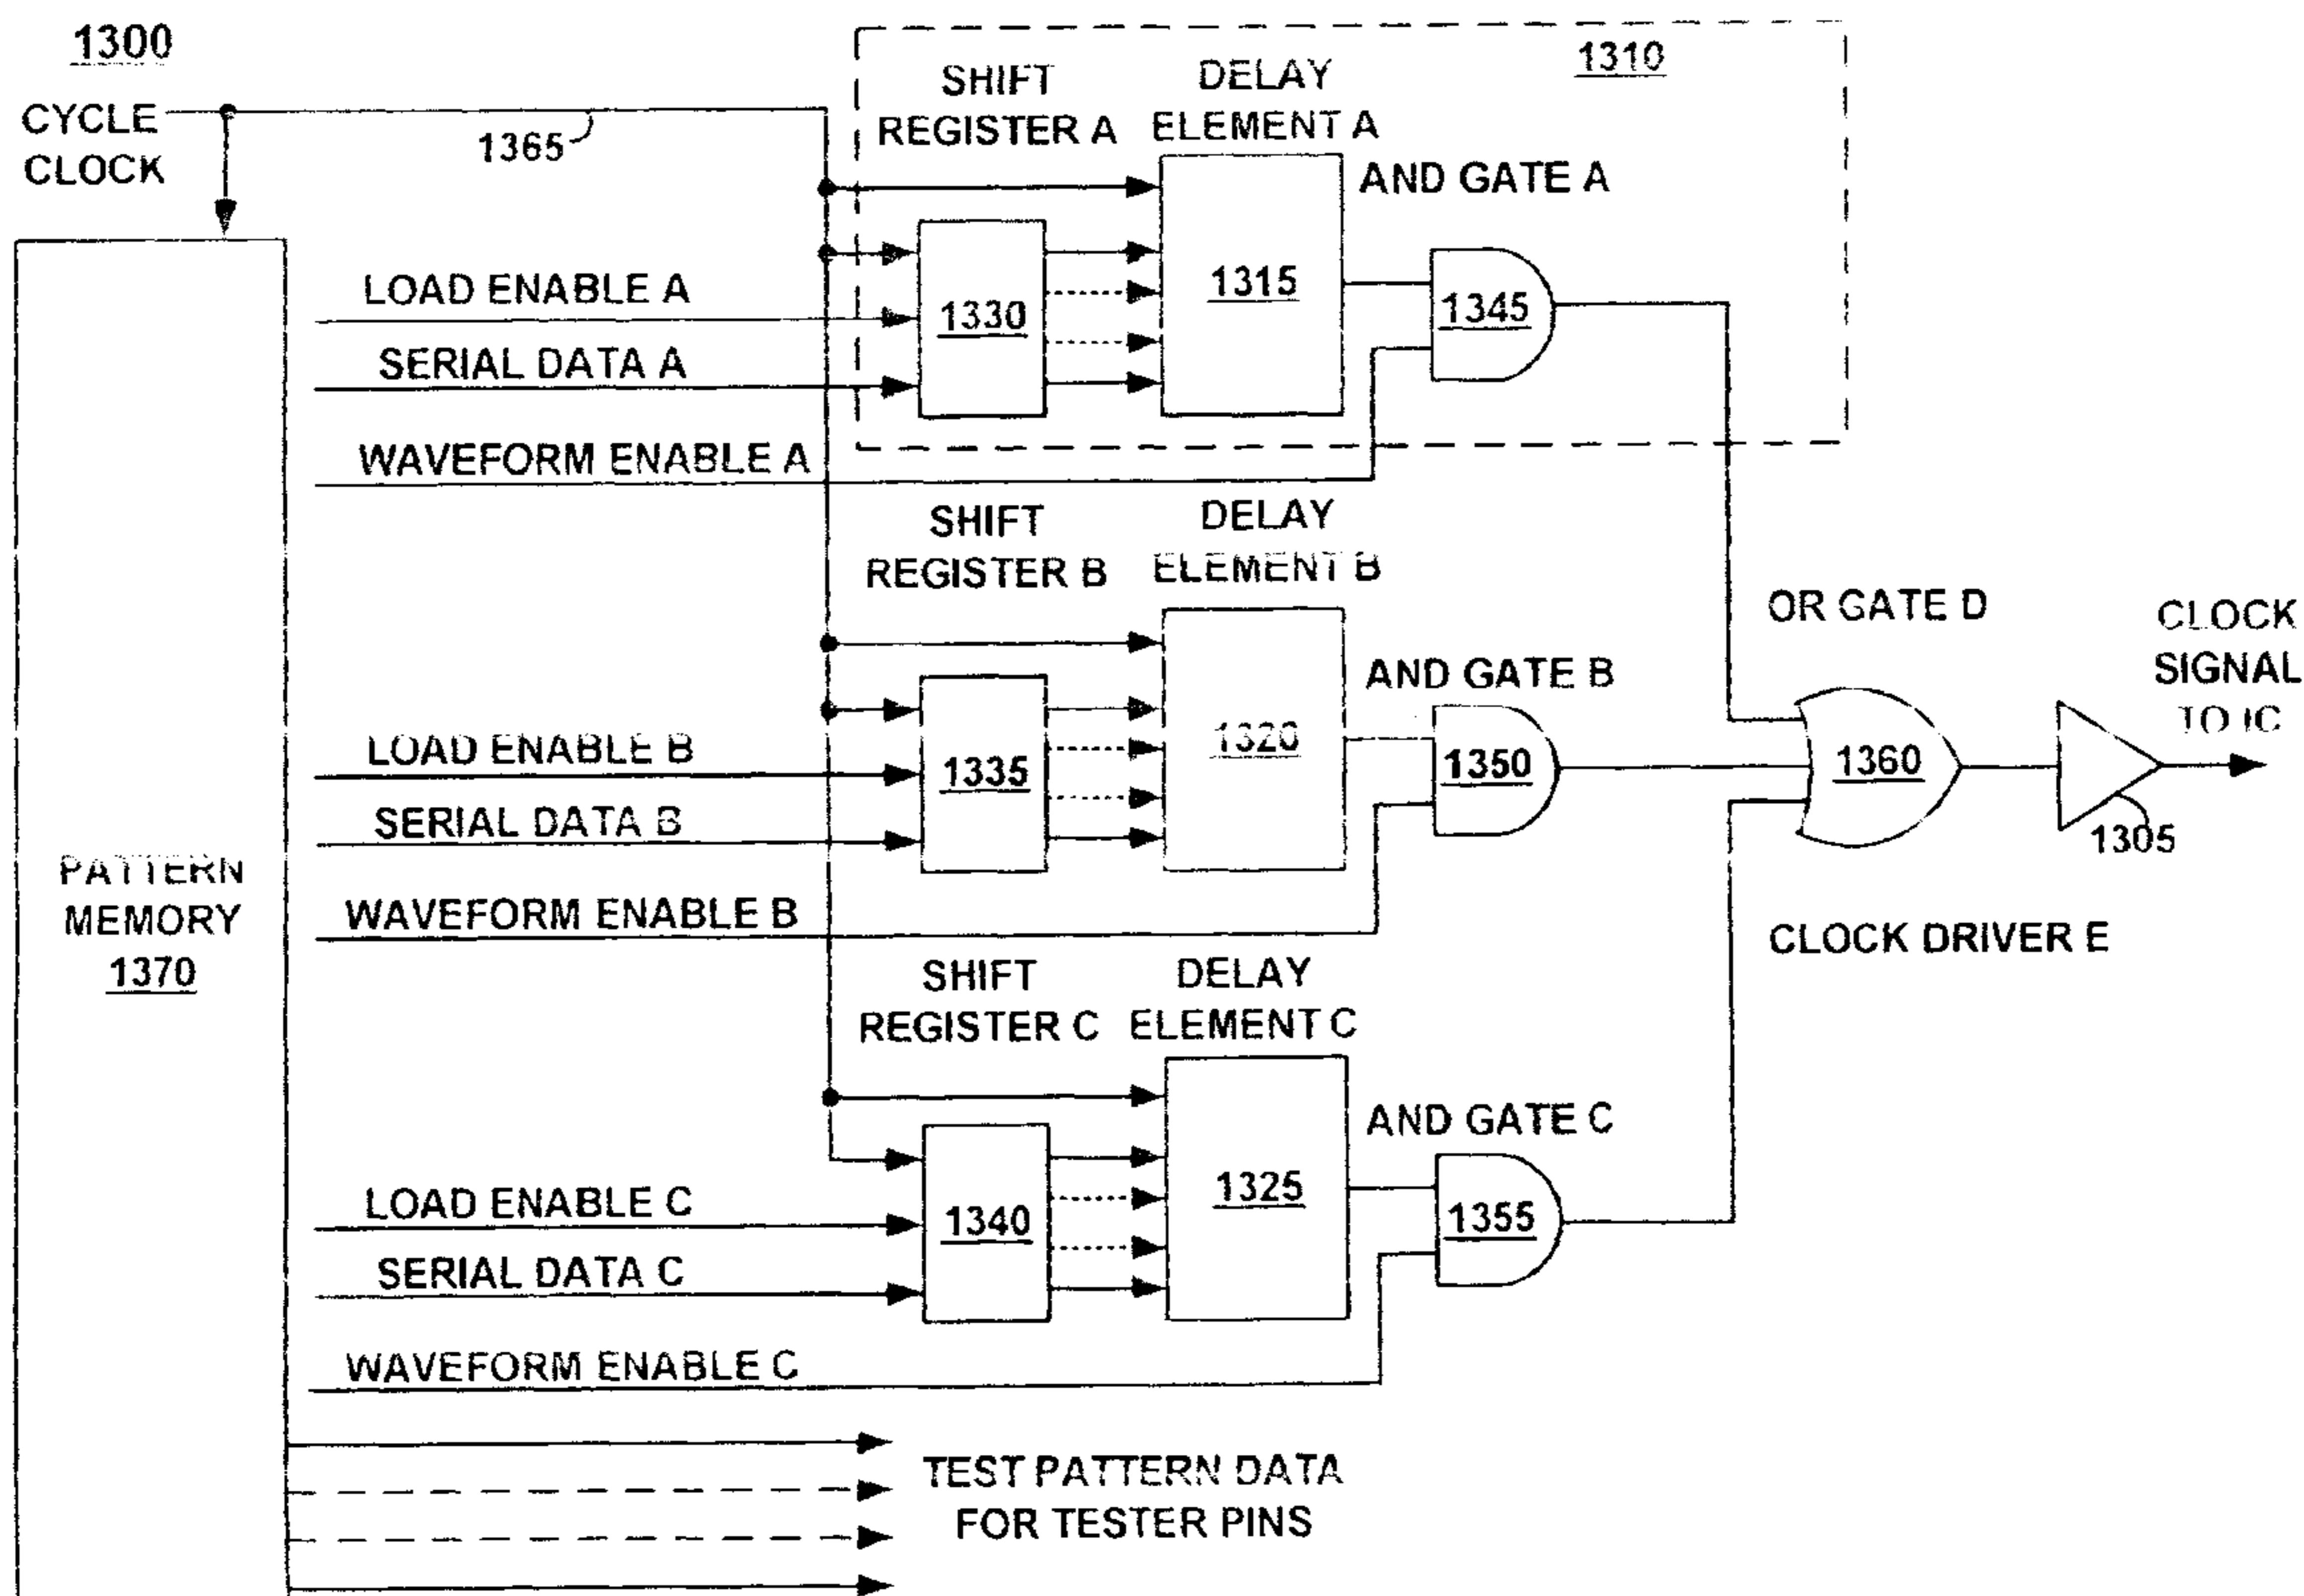 1300
CYCLE
CLOCK
1365
1310
SHIFT
REGISTER A
DELAY
ELEMENT A
AND GATE A
1330
1315
1345
LOAD ENABLE A
SERIAL DATA A
WAVEFORM ENABLE A
SHIFT
REGISTER B
DELAY
ELEMENT B
AND GATE B
1335
1320
1350
LOAD ENABLE B
SERIAL DATA B
WAVEFORM ENABLE B
OR GATE D
1360
CLOCK
SIGNAL
TO IC
1305
CLOCK DRIVER E
PATTERN
MEMORY
1370
SHIFT
REGISTER C
DELAY
ELEMENT C
AND GATE C
1340
1325
1355
LOAD ENABLE C
SERIAL DATA C
WAVEFORM ENABLE C
TEST PATTERN DATA
FOR TESTER PINS